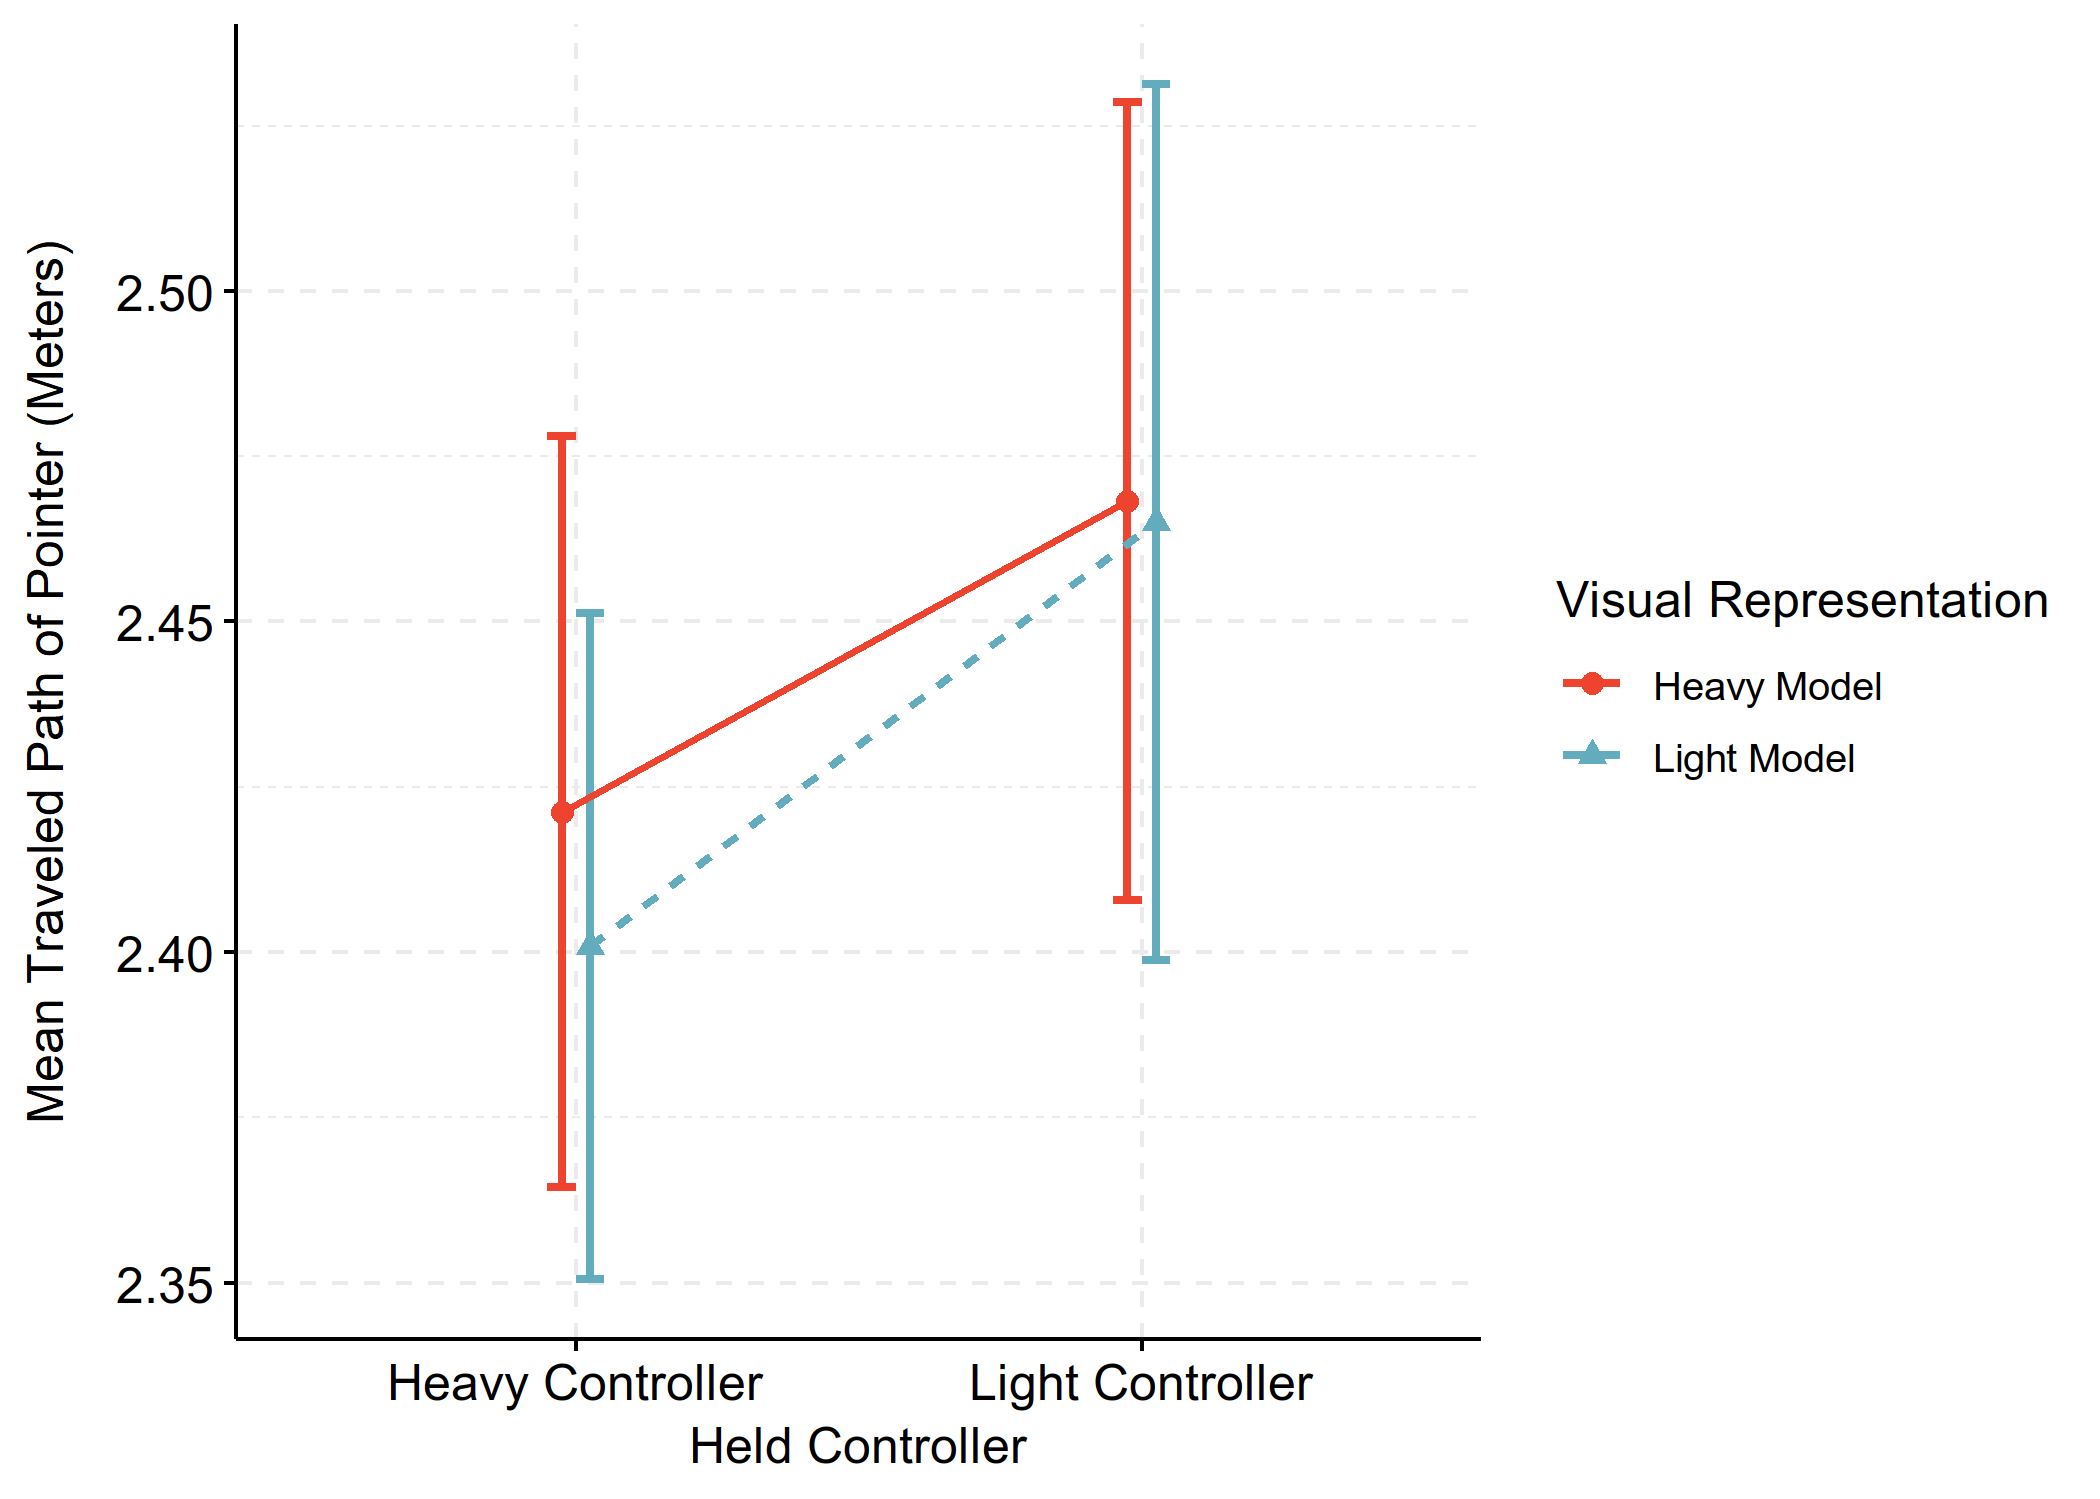 Mean Traveled Path of Pointer (Meters)
2.50
2.45
2.40
2.35
Heavy Controller
Light Controller
Held Controller
Visual Representation
Heavy Model
Light Model